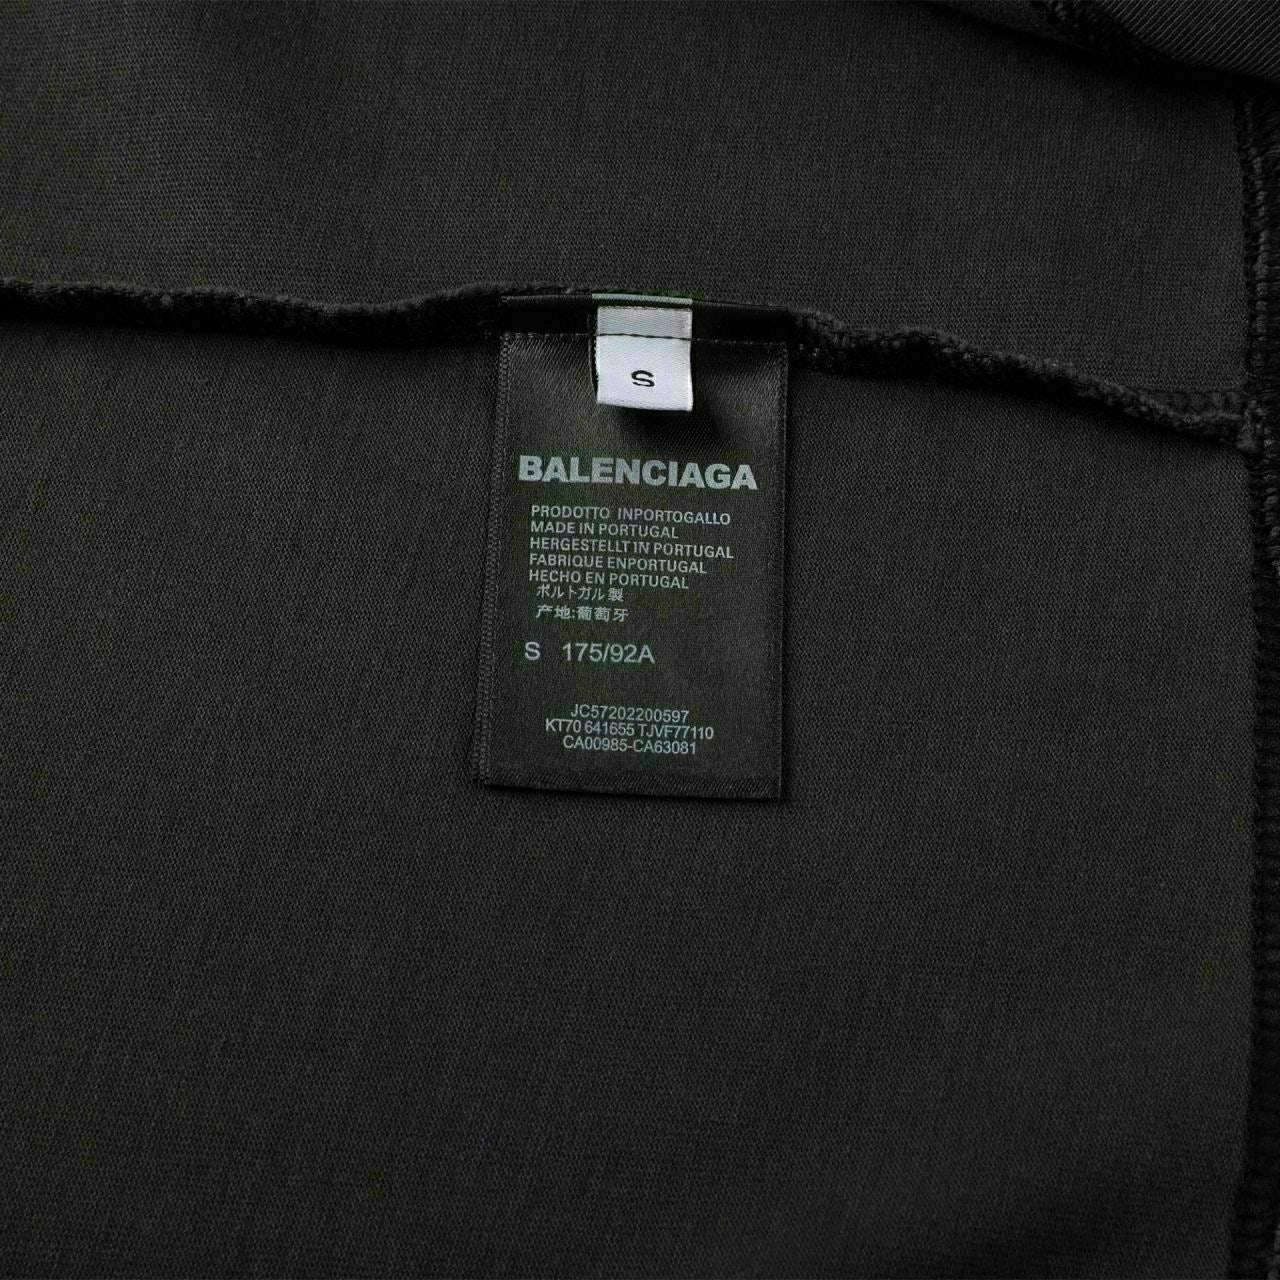 S
BALENCIAGA
PRODOTTO INPORTOGALLO
MADE IN PORTUGAL
HERGESTELLT IN PORTUGAL
FABRIQUE ENPORTUGAL
HECHO EN PORTUGAL
ポルトガル製
产地:葡萄牙
S 175/92A
JC57202200597
KT70 641655 TJVF77110
CA00985-CA63081